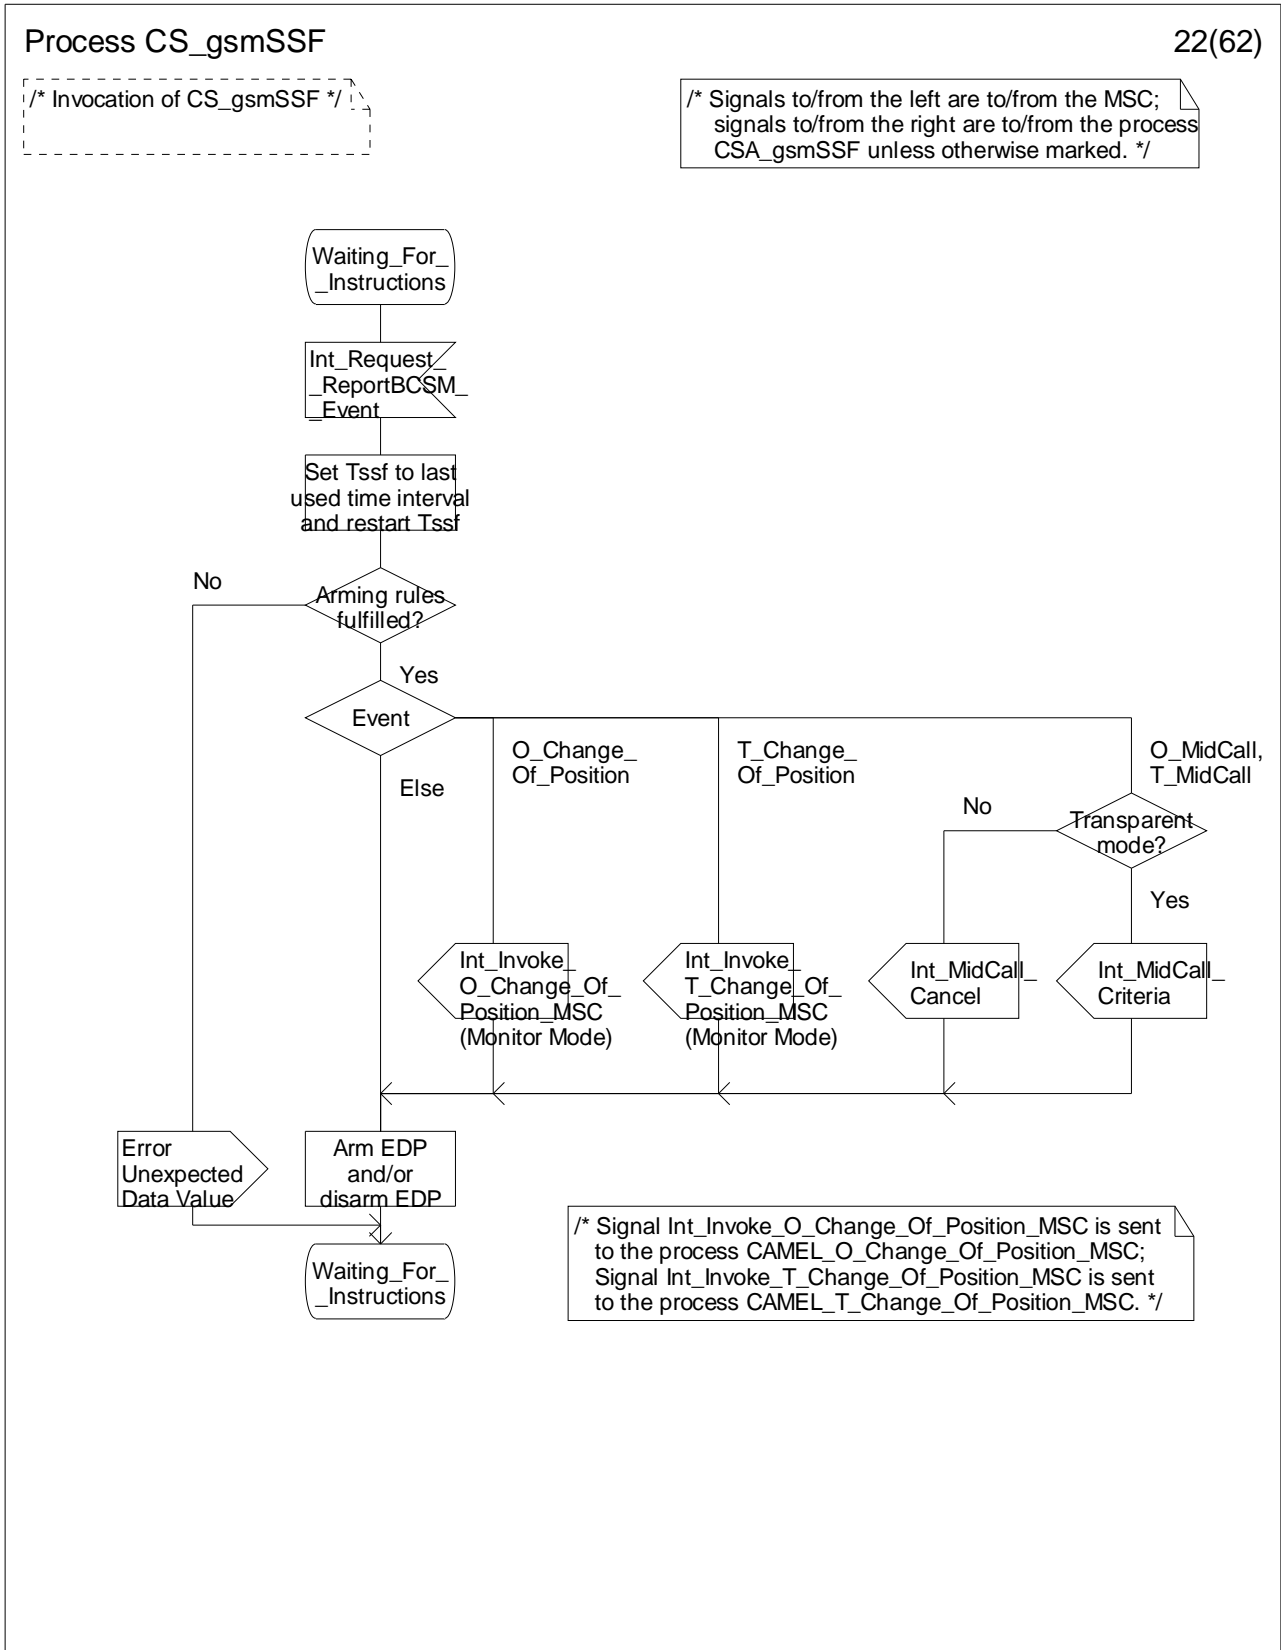 Process CS_gsmSSF
22(62)
/* Invocation of CS_gsmSSF */
/* Signals to/from the left are to/from the MSC;
signals to/from the right are to/from the process
CSA_gsmSSF unless otherwise marked. */
Waiting_For_
_Instructions
Int_Request_
_ReportBCSM_
_Event
Set Tssf to last
used time interval
and restart Tssf
No
Arming rules
fulfilled?
Yes
Event
Else
O_Change_
Of_Position
T_Change_
Of_Position
O_MidCall,
T_MidCall
No
Transparent
mode?
Yes
Int_Invoke_
O_Change_Of_
Position_MSC
(Monitor Mode)
Int_Invoke_
T_Change_Of_
Position_MSC
(Monitor Mode)
Int_MidCall_
Cancel
Int_MidCall_
Criteria
Error
Unexpected
Data Value
Arm EDP
and/or
disarm EDP
/* Signal Int_Invoke_O_Change_Of_Position_MSC is sent
to the process CAMEL_O_Change_Of_Position_MSC;
Signal Int_Invoke_T_Change_Of_Position_MSC is sent
to the process CAMEL_T_Change_Of_Position_MSC. */
Waiting_For_
_Instructions